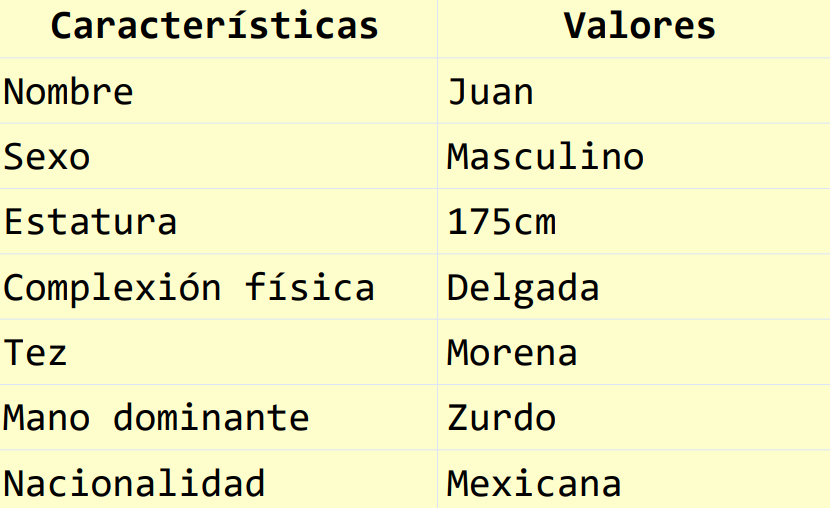 Características Valores
Nombre Juan
Sexo Masculino
Estatura 175cm
Complexión física Delgada
Tez Morena
Mano dominante Zurdo
Nacionalidad Mexicana